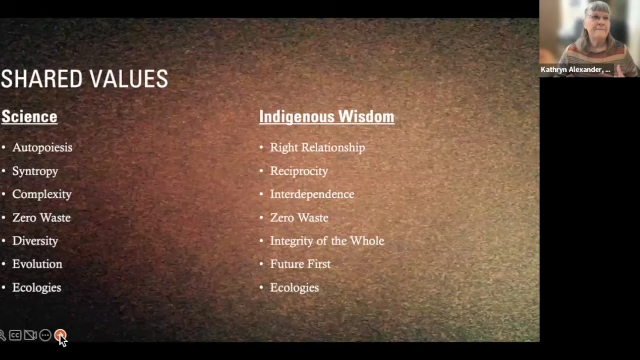 SHARED VALUES
Science
• Autopoiesis
• Syntropy
• Complexity
• Zero Waste
• Diversity
• Evolution
• Ecologies
Indigenous Wisdom
• Right Relationship
• Reciprocity
• Interdependence
• Zero Waste
• Integrity of the Whole
• Future First
• Ecologies
Kathryn Alexander, ...
CC